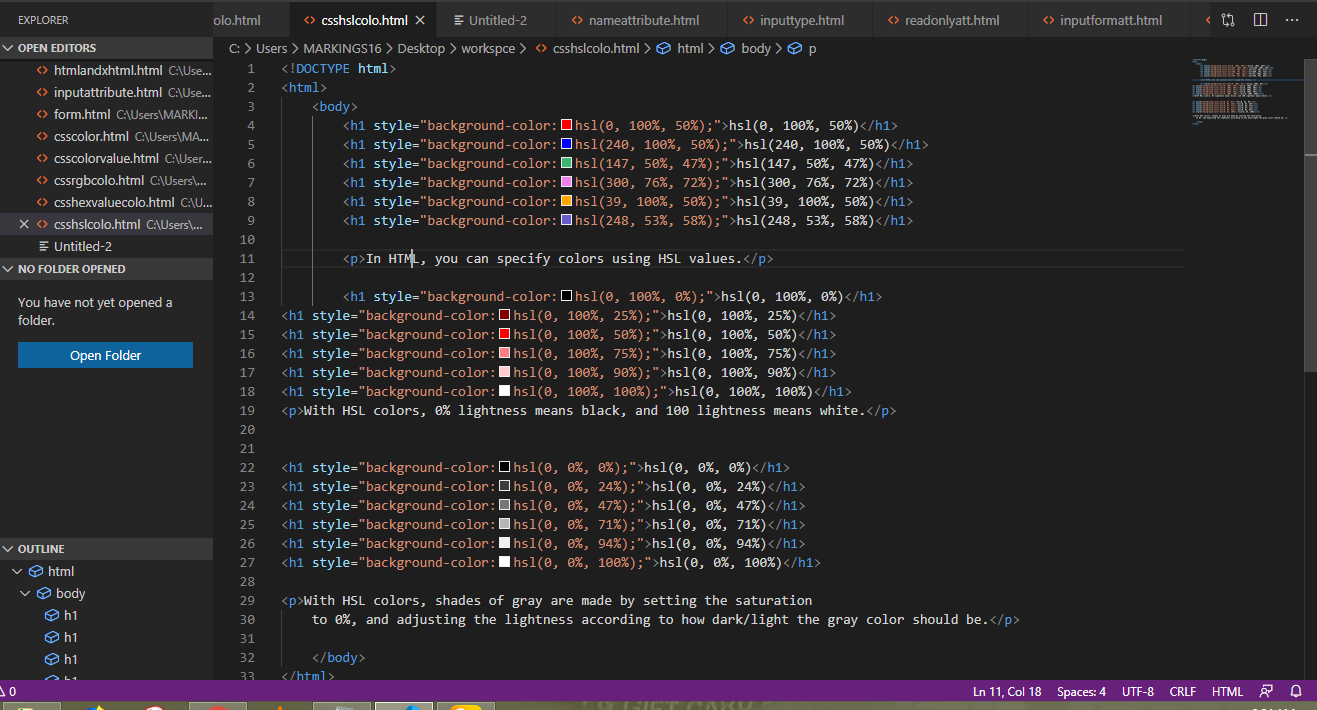 EXPLORER
OPEN EDITORS
htmlandxhtml.html C:\Use...
inputattribute.html C:\Use...
form.html C:\Users\MARKI...
csscolor.html C:\Users\MA...
csscolorvalue.html C:\User...
cssrgbcolo.html C:\Users\...
csshexvaluecolo.html C:\U...
csshslcolo.html C:\Users\...
Untitled-2
NO FOLDER OPENED
You have not yet opened a
folder.
Open Folder
OUTLINE
html
body
h1
h1
h1
h1
olo.html csshslcolo.html Untitled-2 nameattribute.html inputtype.html readonlyatt.html inputformatt.html
C: > Users > MARKINGS16 > Desktop > workspce > csshslcolo.html > html > body > p
1 <!DOCTYPE html>
2 <html>
3 <body>
4 <h1 style="background-color:hsl(0, 100%, 50%);">hsl(0, 100%, 50%)</h1>
5 <h1 style="background-color:hsl(240, 100%, 50%);">hsl(240, 100%, 50%)</h1>
6 <h1 style="background-color:hsl(147, 50%, 47%);">hsl(147, 50%, 47%)</h1>
7 <h1 style="background-color:hsl(300, 76%, 72%);">hsl(300, 76%, 72%)</h1>
8 <h1 style="background-color:hsl(39, 100%, 50%);">hsl(39, 100%, 50%)</h1>
9 <h1 style="background-color:hsl(248, 53%, 58%);">hsl(248, 53%, 58%)</h1>
10
11 <p>In HTML, you can specify colors using HSL values.</p>
12
13 <h1 style="background-color:hsl(0, 100%, 0%);">hsl(0, 100%, 0%)</h1>
14 <h1 style="background-color:hsl(0, 100%, 25%);">hsl(0, 100%, 25%)</h1>
15 <h1 style="background-color:hsl(0, 100%, 50%);">hsl(0, 100%, 50%)</h1>
16 <h1 style="background-color:hsl(0, 100%, 75%);">hsl(0, 100%, 75%)</h1>
17 <h1 style="background-color:hsl(0, 100%, 90%);">hsl(0, 100%, 90%)</h1>
18 <h1 style="background-color:hsl(0, 100%, 100%);">hsl(0, 100%, 100%)</h1>
19 <p>With HSL colors, 0% lightness means black, and 100 lightness means white.</p>
20
21
22 <h1 style="background-color:hsl(0, 0%, 0%);">hsl(0, 0%, 0%)</h1>
23 <h1 style="background-color:hsl(0, 0%, 24%);">hsl(0, 0%, 24%)</h1>
24 <h1 style="background-color:hsl(0, 0%, 47%);">hsl(0, 0%, 47%)</h1>
25 <h1 style="background-color:hsl(0, 0%, 71%);">hsl(0, 0%, 71%)</h1>
26 <h1 style="background-color:hsl(0, 0%, 94%);">hsl(0, 0%, 94%)</h1>
27 <h1 style="background-color:hsl(0, 0%, 100%);">hsl(0, 0%, 100%)</h1>
28
29 <p>With HSL colors, shades of gray are made by setting the saturation
30 to 0%, and adjusting the lightness according to how dark/light the gray color should be.</p>
31
32 </body>
33 </html>
0 Ln 11, Col 18 Spaces: 4 UTF-8 CRLF HTML